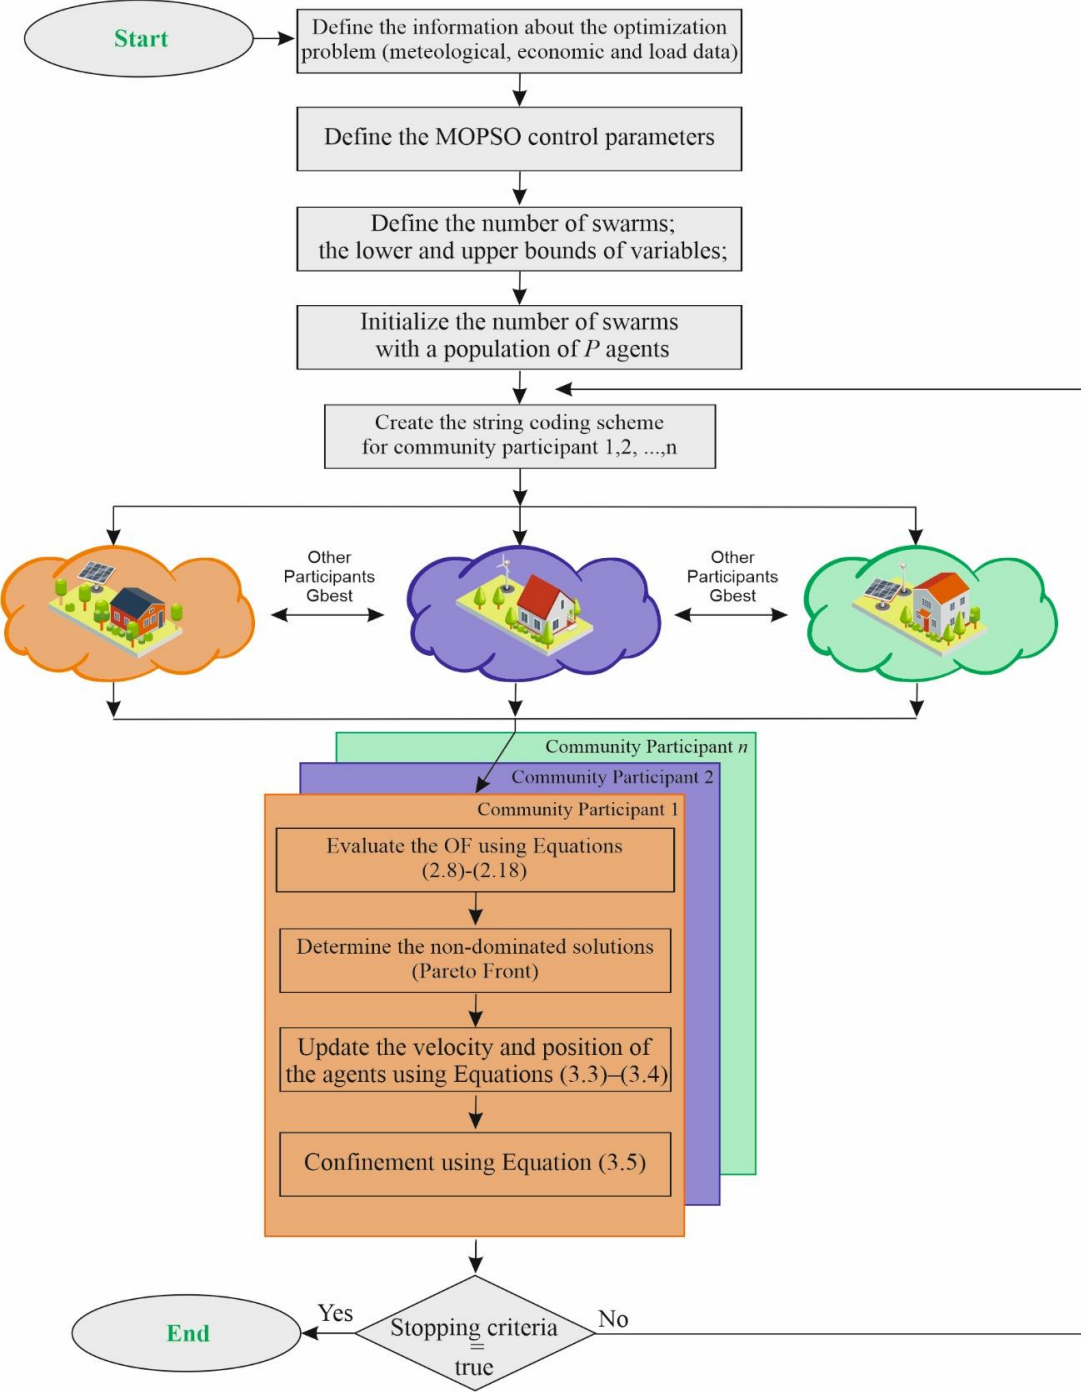 Start
Define the information about the optimization
problem (meteological, economic and load data)
Define the MOPSO control parameters
Define the number of swarms;
the lower and upper bounds of variables;
Initialize the number of swarms
with a population of P agents
Create the string coding scheme
for community participant 1,2, ...,n
Other
Participants
Gbest
Other
Participants
Gbest
Community Participant n
Community Participant 2
Community Participant 1
Evaluate the OF using Equations
(2.8)-(2.18)
Determine the non-dominated solutions
(Pareto Front)
Update the velocity and position of
the agents using Equations (3.3)–(3.4)
Confinement using Equation (3.5)
Stopping criteria
=
true
Yes
No
End